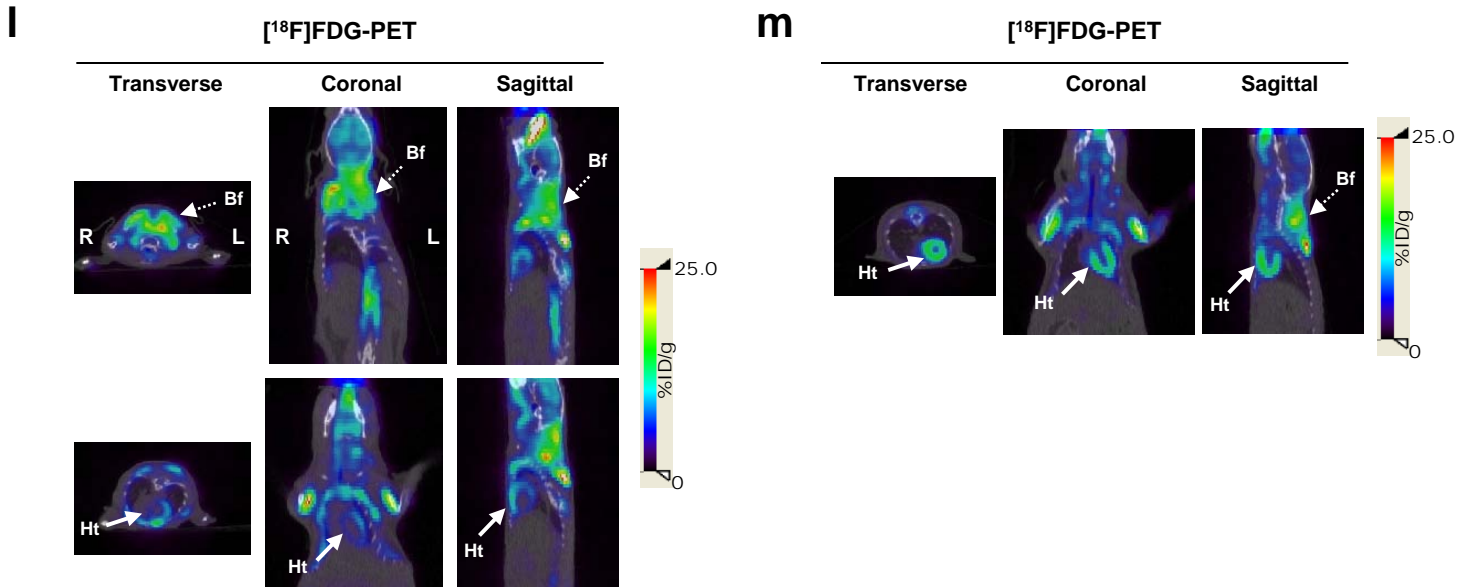 l
[¹⁸F]FDG-PET
Transverse Coronal Sagittal
Bf
Bf
Bf
R L
R L
25.0
%ID/g
0
Ht
Ht
Ht
m
[¹⁸F]FDG-PET
Transverse Coronal Sagittal
Bf
Ht
Ht
Ht
25.0
%ID/g
0